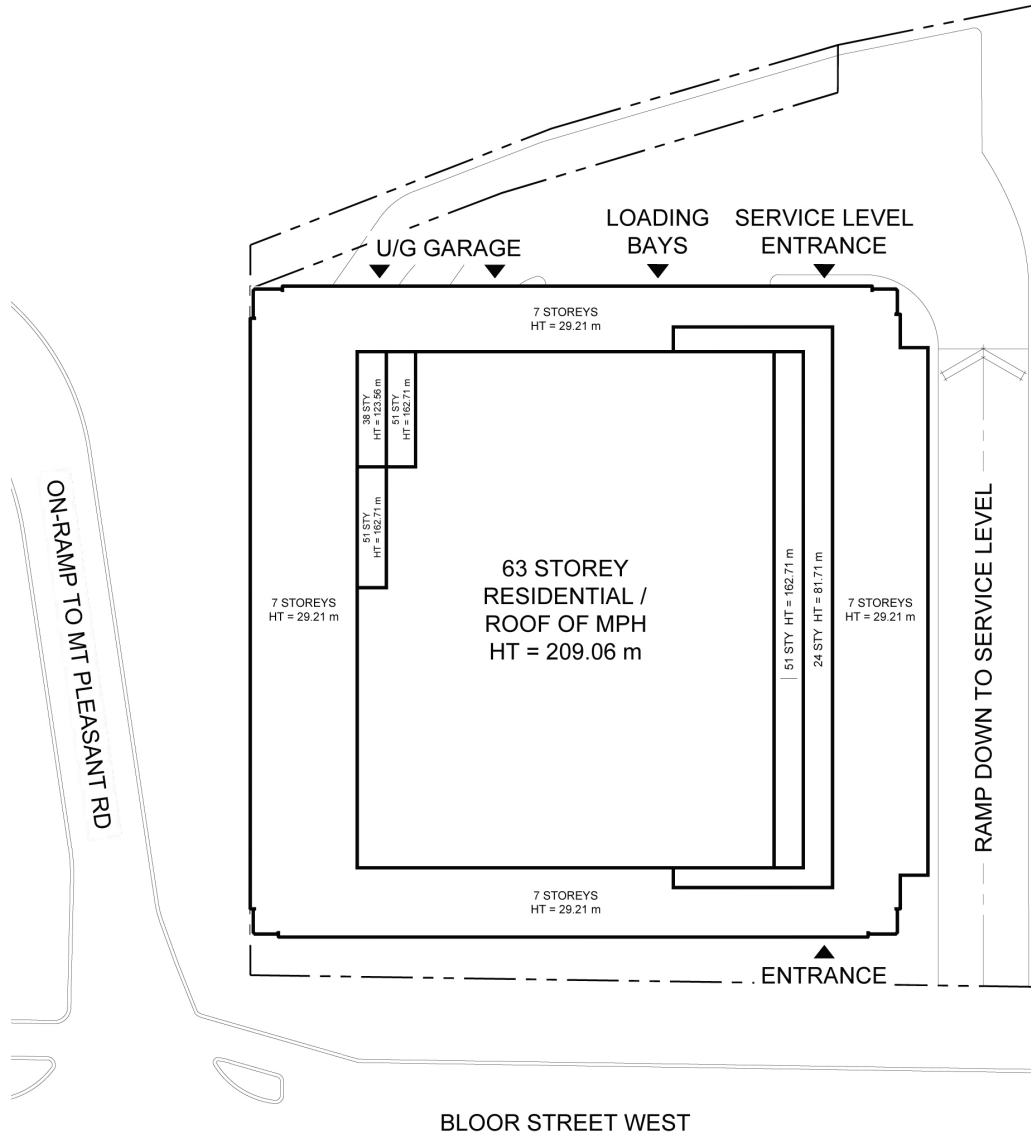 LOADING
BAYS
SERVICE LEVEL
ENTRANCE
U/G GARAGE
7 STOREYS
HT = 29.21 m
38 STY
HT = 123.56 m
51 STY
HT = 162.71 m
51 STY
HT = 162.71 m
63 STOREY
RESIDENTIAL /
ROOF OF MPH
HT = 209.06 m
51 STY HT = 162.71 m
24 STY HT = 81.71 m
7 STOREYS
HT = 29.21 m
7 STOREYS
HT = 29.21 m
ON-RAMP TO MT PLEASANT RD
RAMP DOWN TO SERVICE LEVEL
7 STOREYS
HT = 29.21 m
ENTRANCE
BLOOR STREET WEST